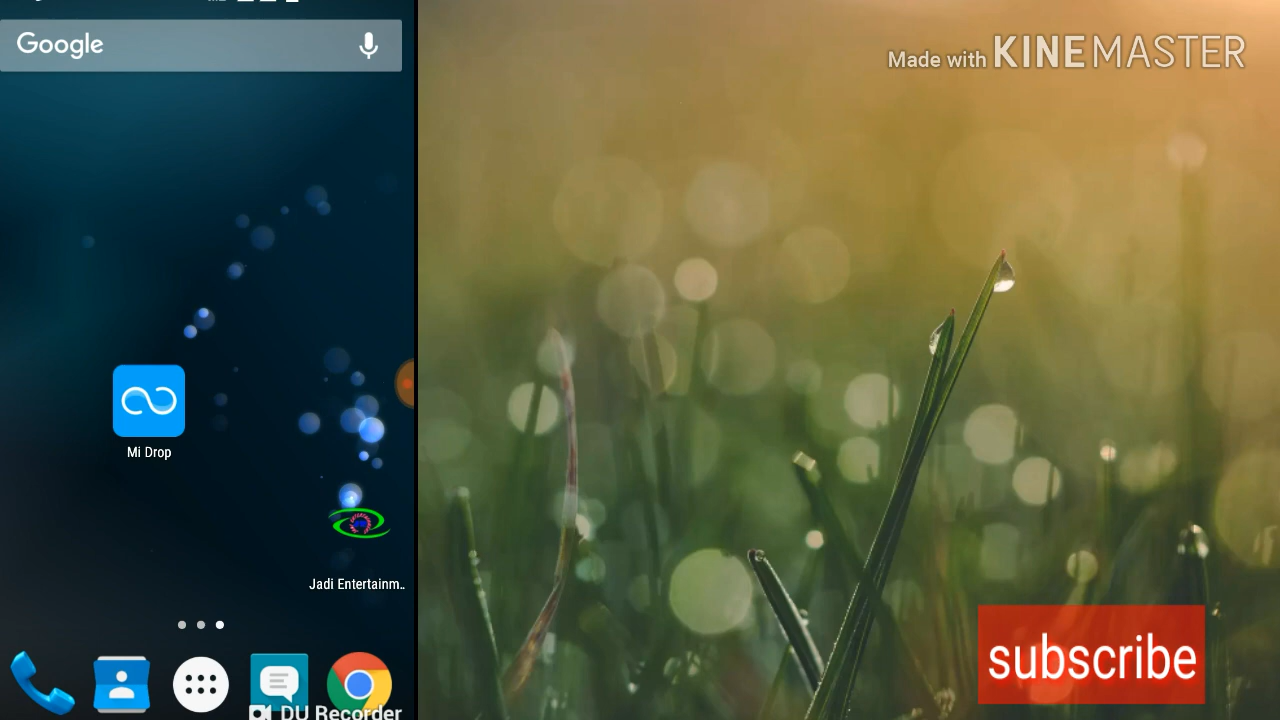 Google
Made with KINEMASTER
Mi Drop
Jadi Entertainm..
subscribe
DU Recorder